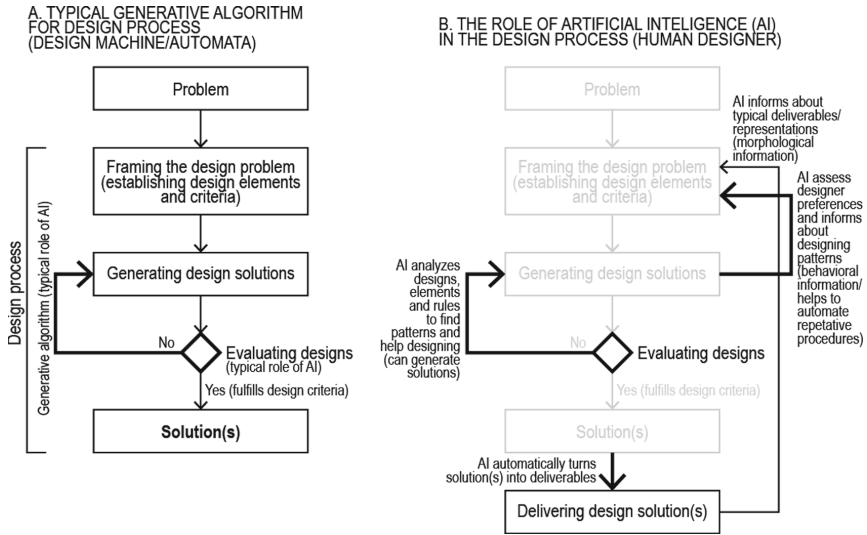 A. TYPICAL GENERATIVE ALGORITHM
FOR DESIGN PROCESS
(DESIGN MACHINE/AUTOMATA)
Problem
Framing the design problem
(establishing design elements
and criteria)
Generating design solutions
No
Evaluating designs
(typical role of AI)
Yes (fulfills design criteria)
Solution(s)
Design process
Generative algorithm (typical role of AI)
B. THE ROLE OF ARTIFICIAL INTELIGENCE (AI)
IN THE DESIGN PROCESS (HUMAN DESIGNER)
Problem
AI informs about
typical deliverables/
representations
(morphological
information)
Framing the design problem
(establishing design elements
and criteria)
AI assess
designer
preferences
and informs
about
designing
patterns
(behavioral
information/
helps to
automate
repetative
procedures)
Generating design solutions
AI analyzes
designs,
elements
and rules
to find
patterns and
help designing
(can generate
solutions)
No
Evaluating designs
Yes (fulfills design criteria)
Solution(s)
AI automatically turns
solution(s) into deliverables
Delivering design solution(s)